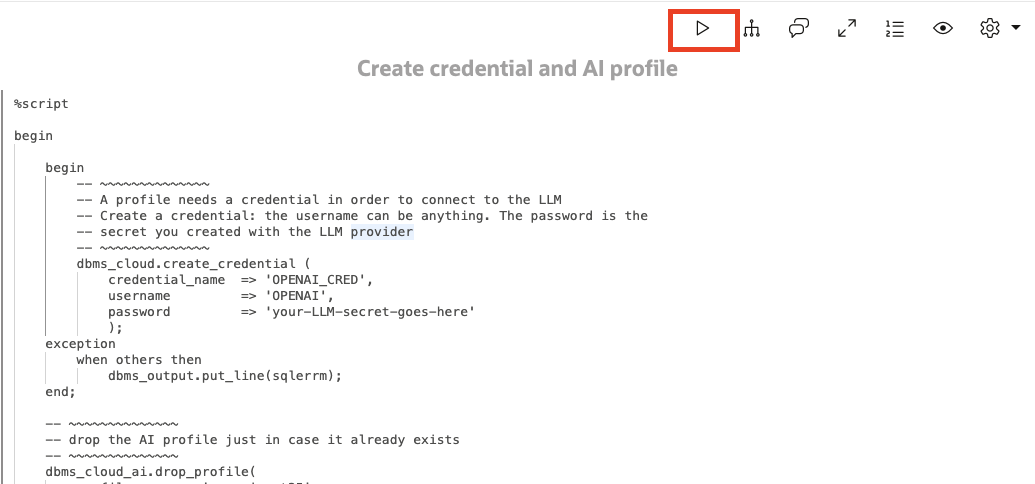 Create credential and AI profile
%script
begin
begin
-- ~~~~~~~~~~~~~~
-- A profile needs a credential in order to connect to the LLM
-- Create a credential: the username can be anything. The password is the
-- secret you created with the LLM provider
-- ~~~~~~~~~~~~~~
dbms_cloud.create_credential (
credential_name  => 'OPENAI_CRED',
username         => 'OPENAI',
password         => 'your-LLM-secret-goes-here'
);
exception
when others then
dbms_output.put_line(sqlerrm);
end;
-- ~~~~~~~~~~~~~~
-- drop the AI profile just in case it already exists
-- ~~~~~~~~~~~~~~
dbms_cloud_ai.drop_profile(